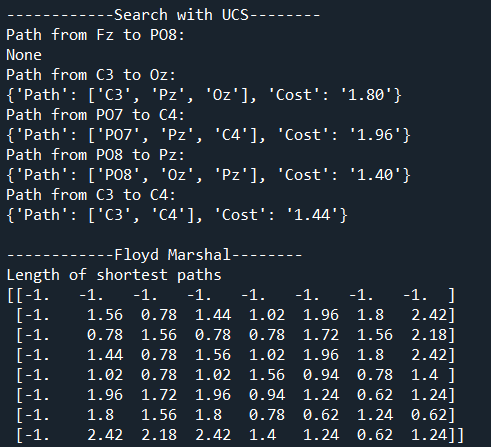 ------------Search with UCS--------
Path from Fz to PO8:
None
Path from C3 to Oz:
{'Path': ['C3', 'Pz', 'Oz'], 'Cost': '1.80'}
Path from PO7 to C4:
{'Path': ['PO7', 'Pz', 'C4'], 'Cost': '1.96'}
Path from PO8 to Pz:
{'Path': ['PO8', 'Oz', 'Pz'], 'Cost': '1.40'}
Path from C3 to C4:
{'Path': ['C3', 'C4'], 'Cost': '1.44'}
------------Floyd Marshal--------
Length of shortest paths
[[-1.   -1.   -1.   -1.   -1.   -1.   -1.   -1.  ]
 [-1.    1.56  0.78  1.44  1.02  1.96  1.8   2.42]
 [-1.    0.78  1.56  0.78  0.78  1.72  1.56  2.18]
 [-1.    1.44  0.78  1.56  1.02  1.96  1.8   2.42]
 [-1.    1.02  0.78  1.02  1.56  0.94  0.78  1.4 ]
 [-1.    1.96  1.72  1.96  0.94  1.24  0.62  1.24]
 [-1.    1.8   1.56  1.8   0.78  0.62  1.24  0.62]
 [-1.    2.42  2.18  2.42  1.4   1.24  0.62  1.24]]